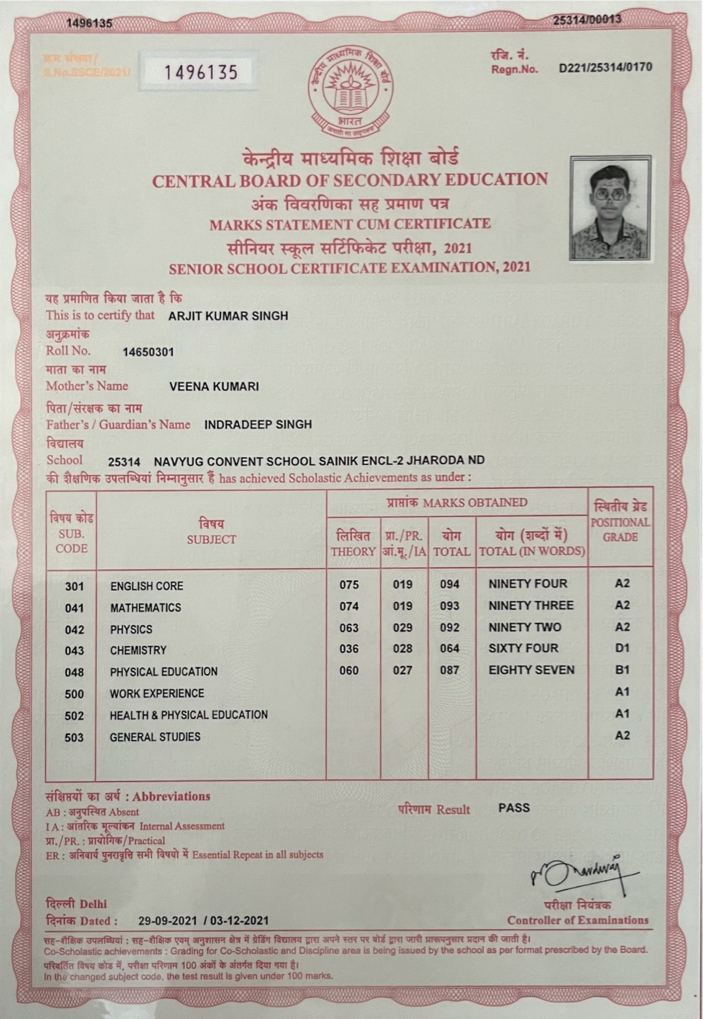 1496135 25314/00013
क्रम संख्या/ रजि. नं.
S.No.SSCE/2021/ 1496135 Regn.No. D221/25314/0170
केन्द्रीय माध्यमिक शिक्षा बोर्ड
भारत
केन्द्रीय माध्यमिक शिक्षा बोर्ड
CENTRAL BOARD OF SECONDARY EDUCATION
अंक विवरणिका सह प्रमाण पत्र
MARKS STATEMENT CUM CERTIFICATE
सीनियर स्कूल सर्टिफिकेट परीक्षा, 2021
SENIOR SCHOOL CERTIFICATE EXAMINATION, 2021
यह प्रमाणित किया जाता है कि
This is to certify that ARJIT KUMAR SINGH
अनुक्रमांक
Roll No. 14650301
माता का नाम
Mother's Name VEENA KUMARI
पिता/संरक्षक का नाम
Father's / Guardian's Name INDRADEEP SINGH
विद्यालय
School 25314 NAVYUG CONVENT SCHOOL SAINIK ENCL-2 JHARODA ND
की शैक्षणिक उपलब्धियां निम्नानुसार हैं has achieved Scholastic Achievements as under :
विषय कोड विषय प्राप्तांक MARKS OBTAINED स्थितीय ग्रेड
SUB. CODE SUBJECT लिखित प्रा./PR. योग योग (शब्दों में) POSITIONAL
THEORY आं.मू./IA TOTAL TOTAL (IN WORDS) GRADE
301 ENGLISH CORE 075 019 094 NINETY FOUR A2
041 MATHEMATICS 074 019 093 NINETY THREE A2
042 PHYSICS 063 029 092 NINETY TWO A2
043 CHEMISTRY 036 028 064 SIXTY FOUR D1
048 PHYSICAL EDUCATION 060 027 087 EIGHTY SEVEN B1
500 WORK EXPERIENCE A1
502 HEALTH & PHYSICAL EDUCATION A1
503 GENERAL STUDIES A2
संक्षिप्तियों का अर्थ : Abbreviations
AB : अनुपस्थित Absent परिणाम Result PASS
I A : आंतरिक मूल्यांकन Internal Assessment
प्रा./PR. : प्रायोगिक/Practical
ER : अनिवार्य पुनरावृत्ति सभी विषयों में Essential Repeat in all subjects
दिल्ली Delhi परीक्षा नियंत्रक
दिनांक Dated : 29-09-2021 / 03-12-2021 Controller of Examinations
सह-शैक्षिक उपलब्धियां : सह-शैक्षिक एवम् अनुशासन क्षेत्र में ग्रेडिंग विद्यालय द्वारा अपने स्तर पर बोर्ड द्वारा जारी प्रारूपनुसार प्रदान की जाती है।
Co-Scholastic achievements : Grading for Co-Scholastic and Discipline area is being issued by the school as per format prescribed by the Board.
परिवर्तित विषय कोड में, परीक्षा परिणाम 100 अंकों के अंतर्गत दिया गया है।
In the changed subject code, the test result is given under 100 marks.